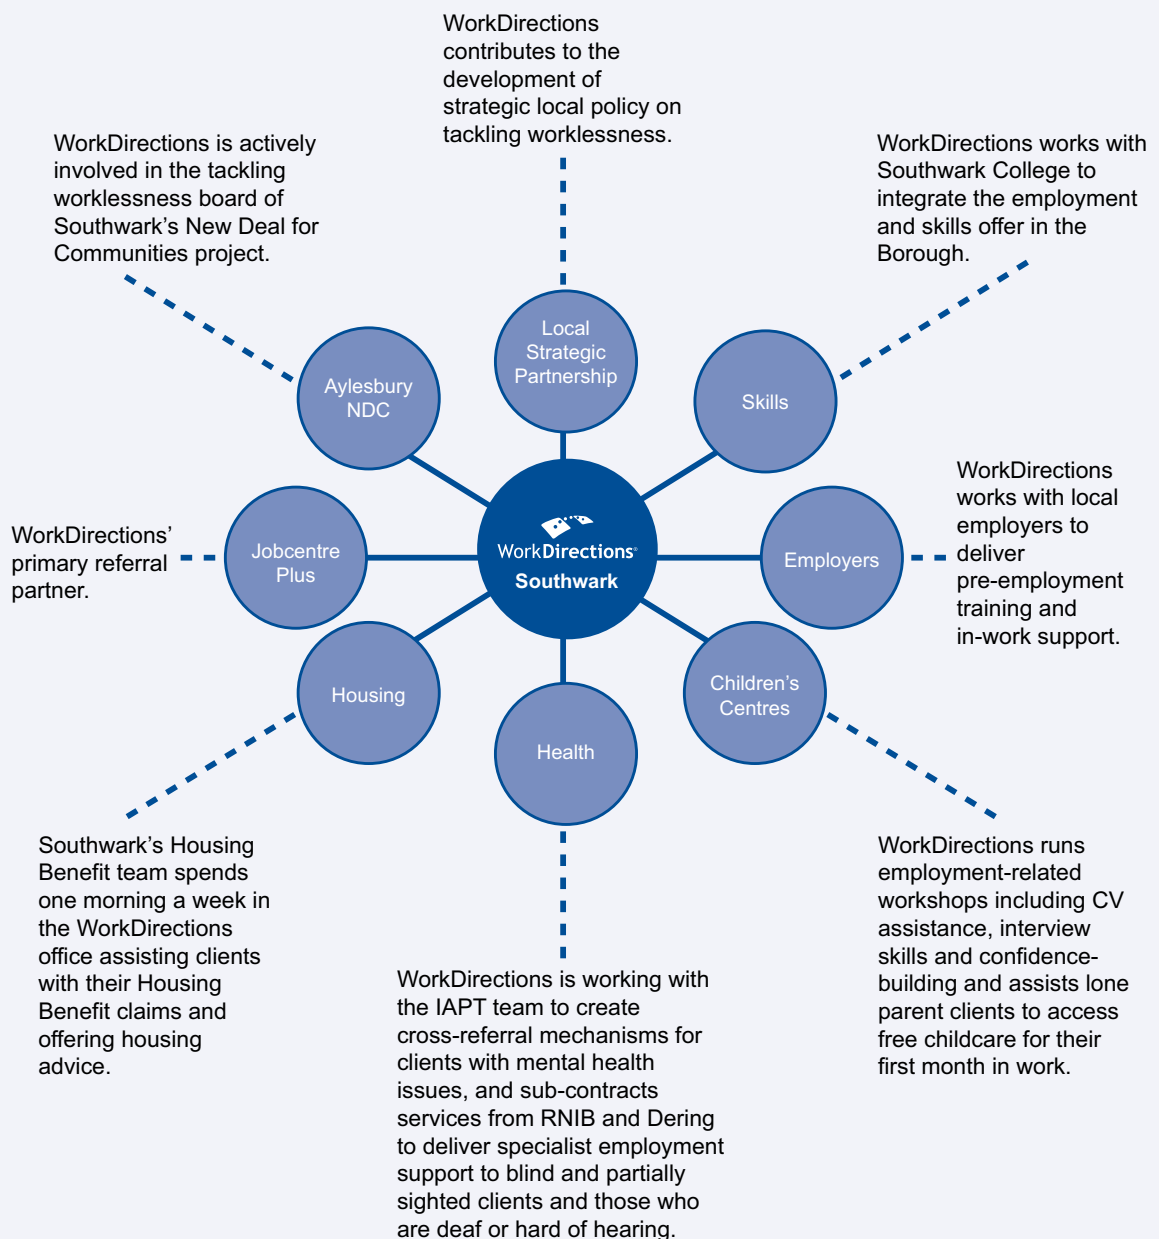 WorkDirections
contributes to the
development of
strategic local policy on
tackling worklessness.
WorkDirections is actively
involved in the tackling
worklessness board of
Southwark’s New Deal for
Communities project.
WorkDirections works with
Southwark College to
integrate the employment
and skills offer in the
Borough.
Local
Strategic
Partnership
Aylesbury
NDC
Skills
WorkDirections’
primary referral
partner.
Jobcentre
Plus
WorkDirections®
Southwark
Employers
WorkDirections
works with local
employers to
deliver
pre-employment
training and
in-work support.
Housing
Health
Children’s
Centres
Southwark’s Housing
Benefit team spends
one morning a week in
the WorkDirections
office assisting clients
with their Housing
Benefit claims and
offering housing
advice.
WorkDirections is working with
the IAPT team to create
cross-referral mechanisms for
clients with mental health
issues, and sub-contracts
services from RNIB and Dering
to deliver specialist employment
support to blind and partially
sighted clients and those who
are deaf or hard of hearing.
WorkDirections runs
employment-related
workshops including CV
assistance, interview
skills and confidence-
building and assists lone
parent clients to access
free childcare for their
first month in work.